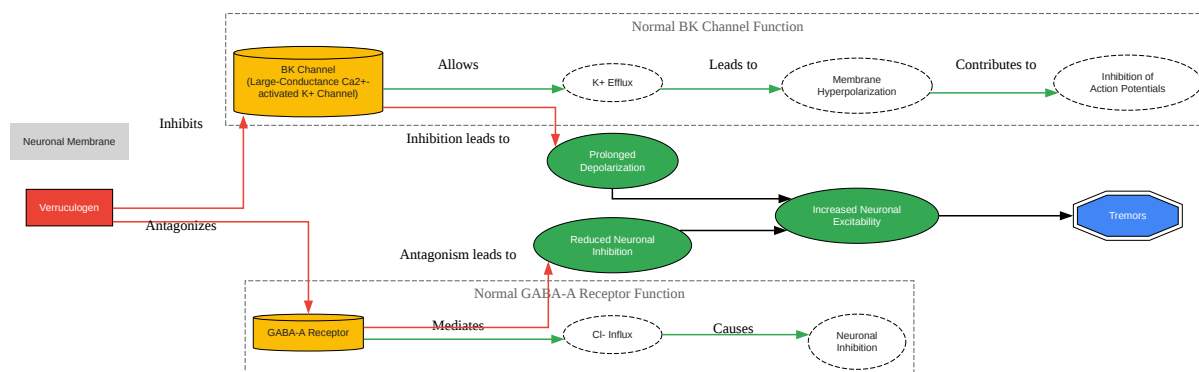 Normal BK Channel Function
BK Channel
(Large-Conductance Ca2+-
activated K+ Channel)
Allows
K+ Efflux
Leads to
Membrane
Hyperpolarization
Contributes to
Inhibition of
Action Potentials
Inhibits
Neuronal Membrane
Inhibition leads to
Prolonged
Depolarization
Verruculogen
Antagonizes
Increased Neuronal
Excitability
Tremors
Antagonism leads to
Reduced Neuronal
Inhibition
Normal GABA-A Receptor Function
GABA-A Receptor
Mediates
Cl- Influx
Causes
Neuronal
Inhibition